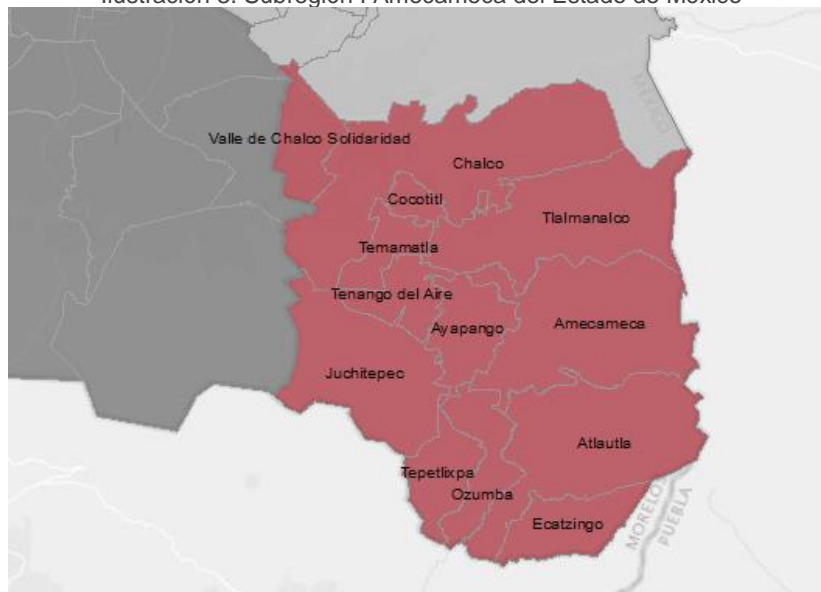 Ilustración 3. Subregión I Amecameca del Estado de México
MÉXICO
Valle de Chalco Solidaridad
Chalco
Cocotitl
Tlalmanalco
Temamatla
Tenango del Aire
Ayapango
Amecameca
Juchitepec
Atlautla
Tepetlixpa
Ozumba
Ecatzingo
MORELOS
PUEBLA